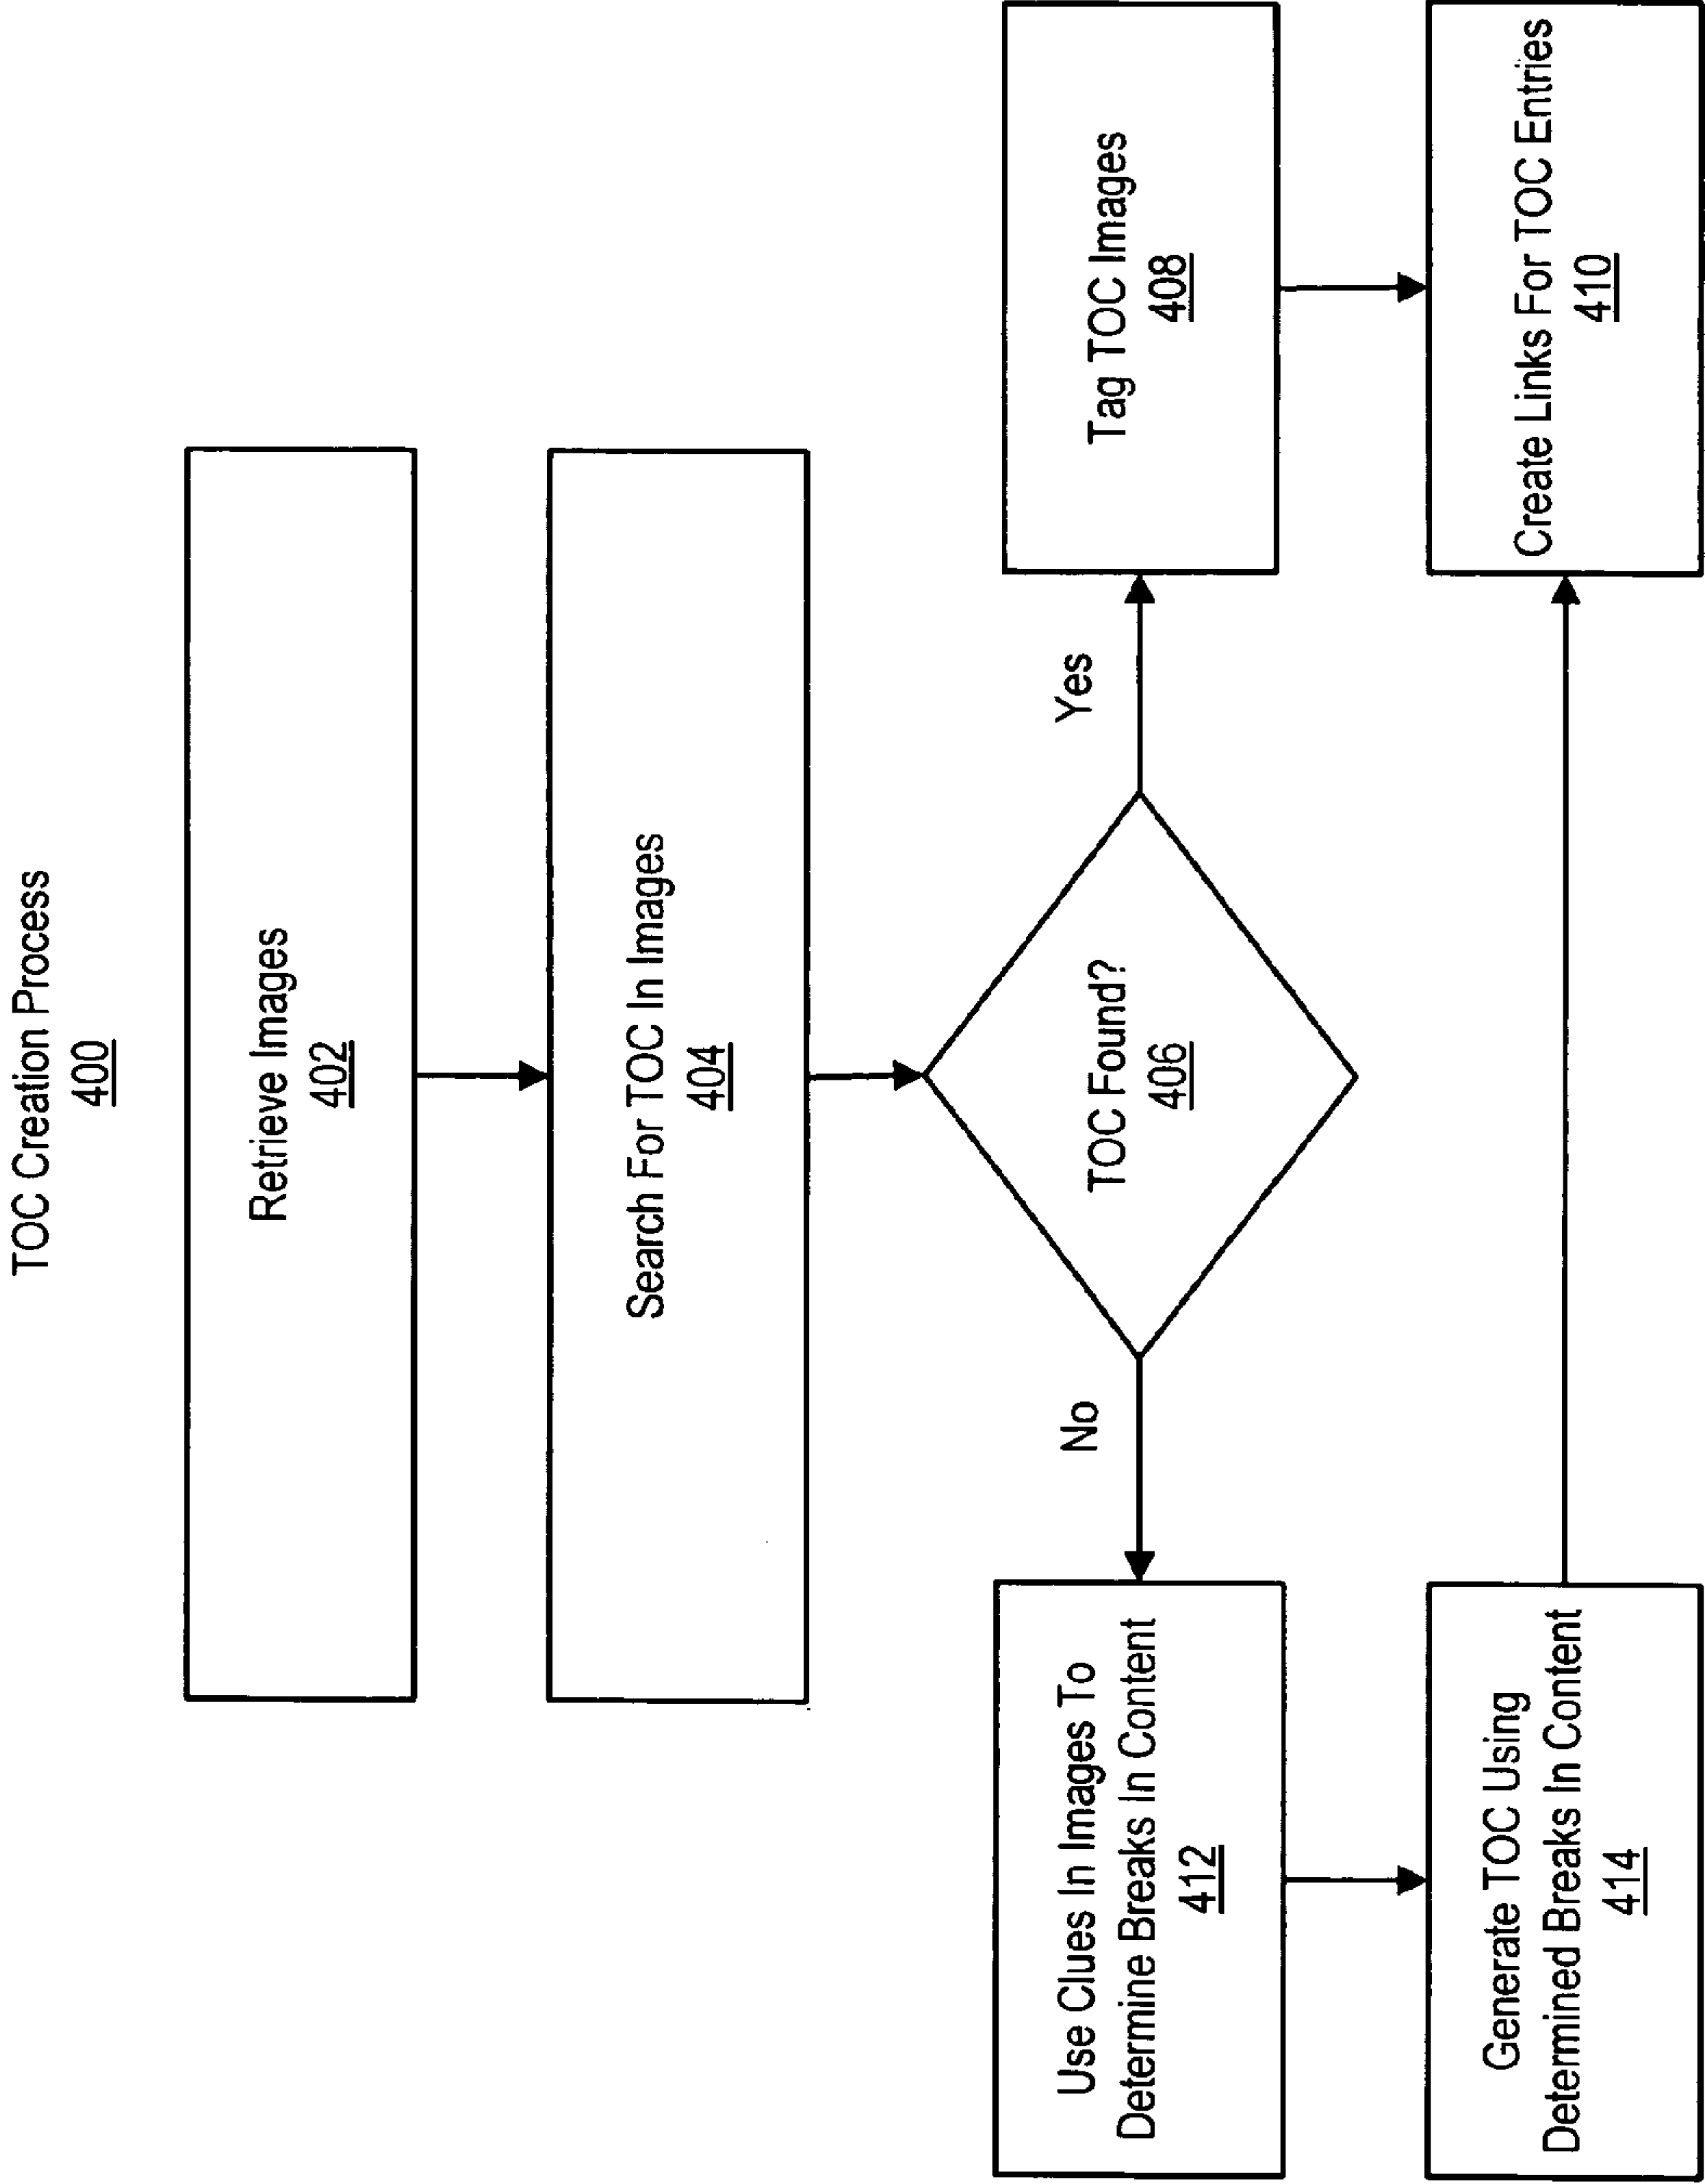 TOC Creation Process
400
Retrieve Images
402
Search For TOC In Images
404
TOC Found?
406
No
Yes
Use Clues In Images To
Determine Breaks In Content
412
Tag TOC Images
408
Generate TOC Using
Determined Breaks In Content
414
Create Links For TOC Entries
410